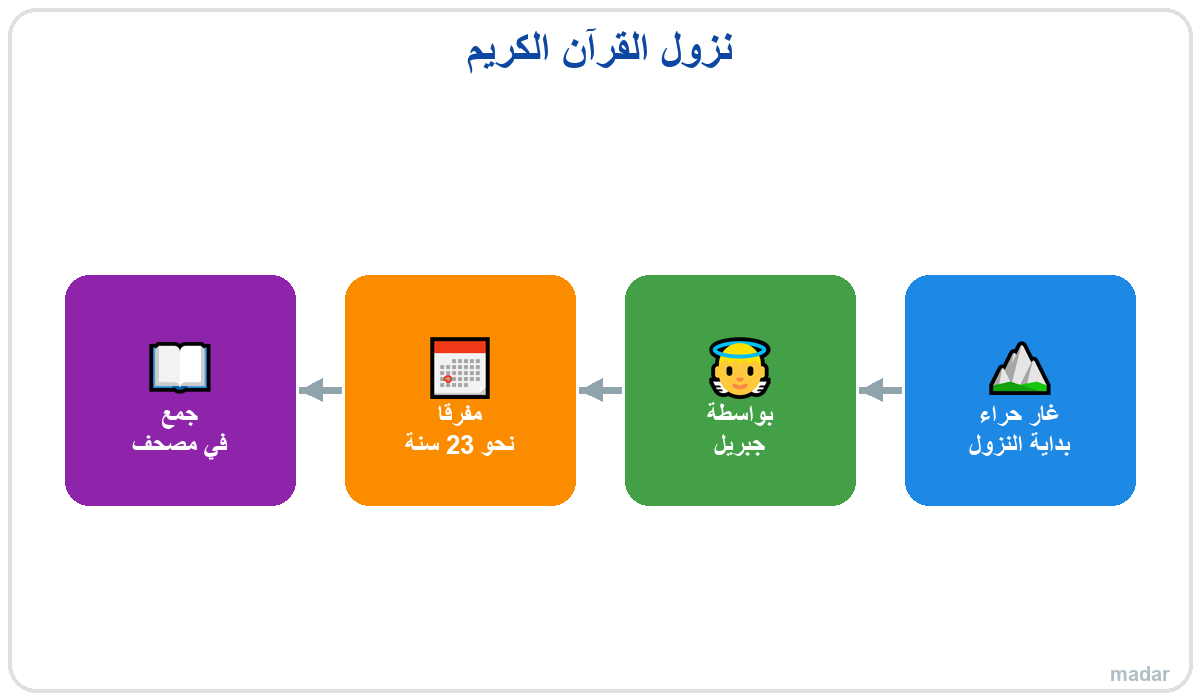 نزول القرآن الكريم
غار حراء
بداية النزول
بواسطة
جبريل
مفرقا
نحو 23 سنة
جمع
في مصحف
madar